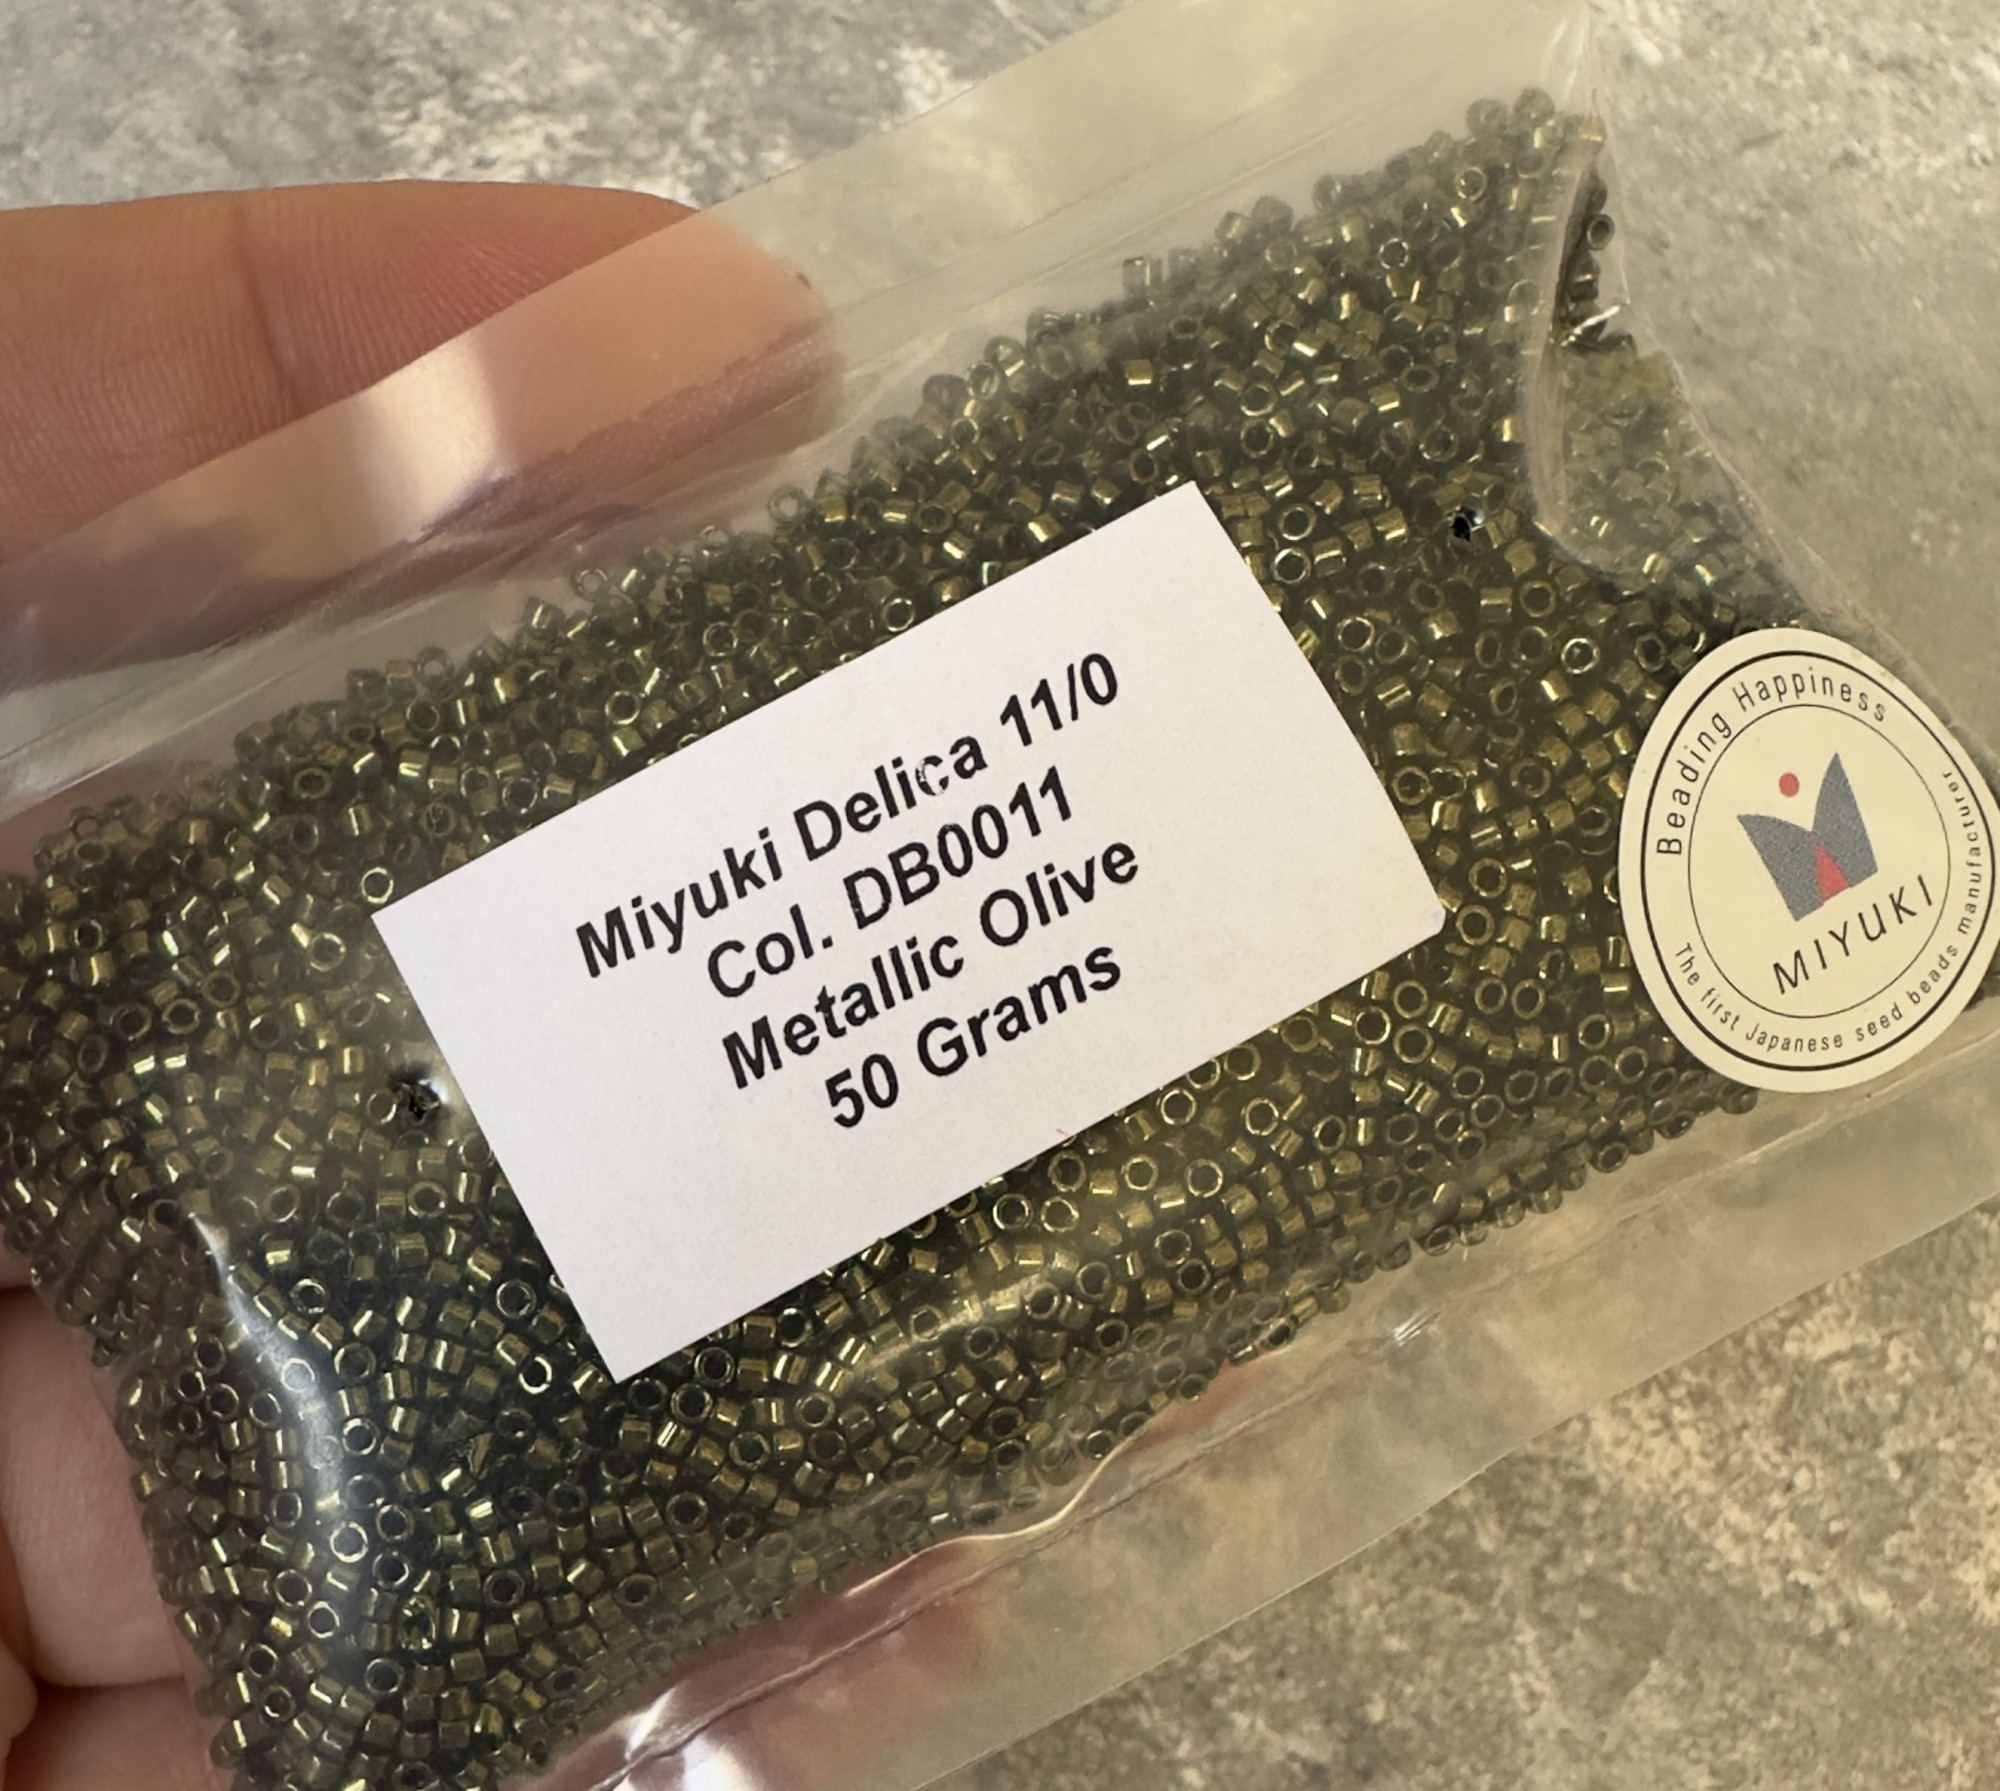 Miyuki Delica 11/0
Col. DB0011
Metallic Olive
50 Grams
Beading Happiness
MIYUKI
The first Japanese seed beads manufacturer